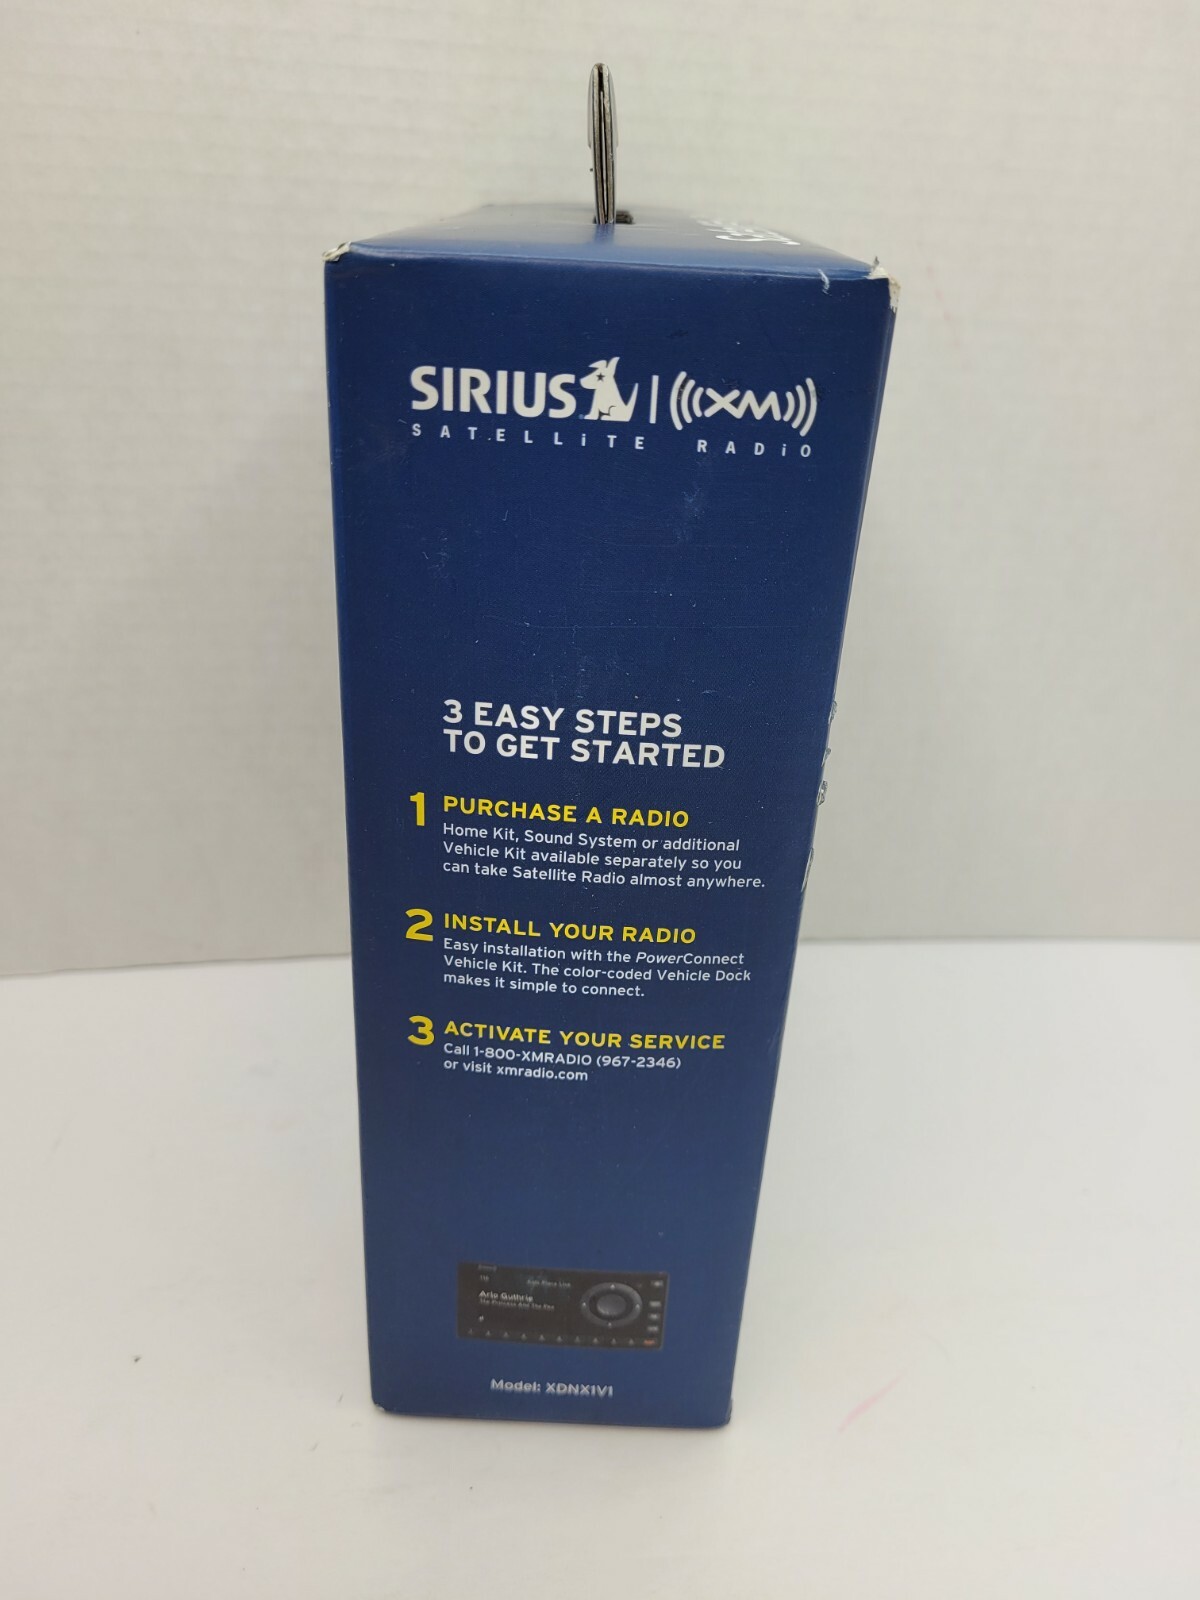 SIRIUS | XM
SATELLiTE RADiO
3 EASY STEPS
TO GET STARTED
1 PURCHASE A RADIO
Home Kit, Sound System or additional
Vehicle Kit available separately so you
can take Satellite Radio almost anywhere.
2 INSTALL YOUR RADIO
Easy installation with the PowerConnect
Vehicle Kit. The color-coded Vehicle Dock
makes it simple to connect.
3 ACTIVATE YOUR SERVICE
Call 1-800-XMRADIO (967-2346)
or visit xmradio.com
Arlo Guthrie
Model: XDNX1V1